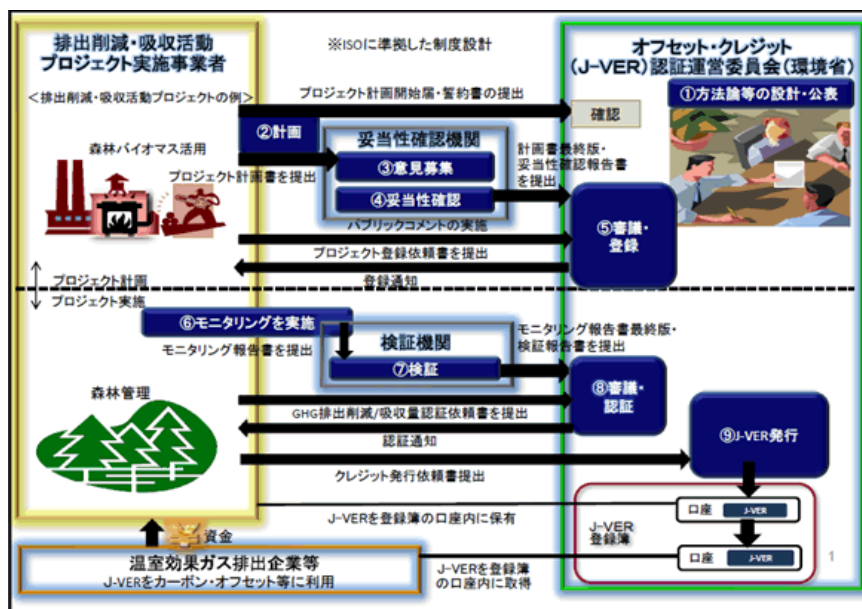 排出削減・吸収活動
プロジェクト実施事業者
<排出削減・吸収活動プロジェクトの例>
森林バイオマス活用
※ISOに準拠した制度設計
オフセット・クレジット
(J-VER)認証運営委員会(環境省)
①方法論等の設計・公表
プロジェクト計画開始届・誓約書の提出
確認
②計画
プロジェクト計画書を提出
妥当性確認機関
③意見募集
④妥当性確認
計画書最終版・
妥当性確認報告書
を提出
パブリックコメントの実施
⑤審議・
登録
プロジェクト登録依頼書を提出
登録通知
プロジェクト計画
プロジェクト実施
⑥モニタリングを実施
モニタリング報告書を提出
検証機関
⑦検証
モニタリング報告書最終版・
検証報告書を提出
⑧審議・
認証
森林管理
GHG排出削減/吸収量認証依頼書を提出
認証通知
クレジット発行依頼書提出
⑨J-VER発行
J-VERを登録簿の口座内に保有
J-VER
登録簿
口座 J-VER
口座 J-VER
資金
温室効果ガス排出企業等
J-VERをカーボン・オフセット等に利用
J-VERを登録簿
の口座内に取得
1